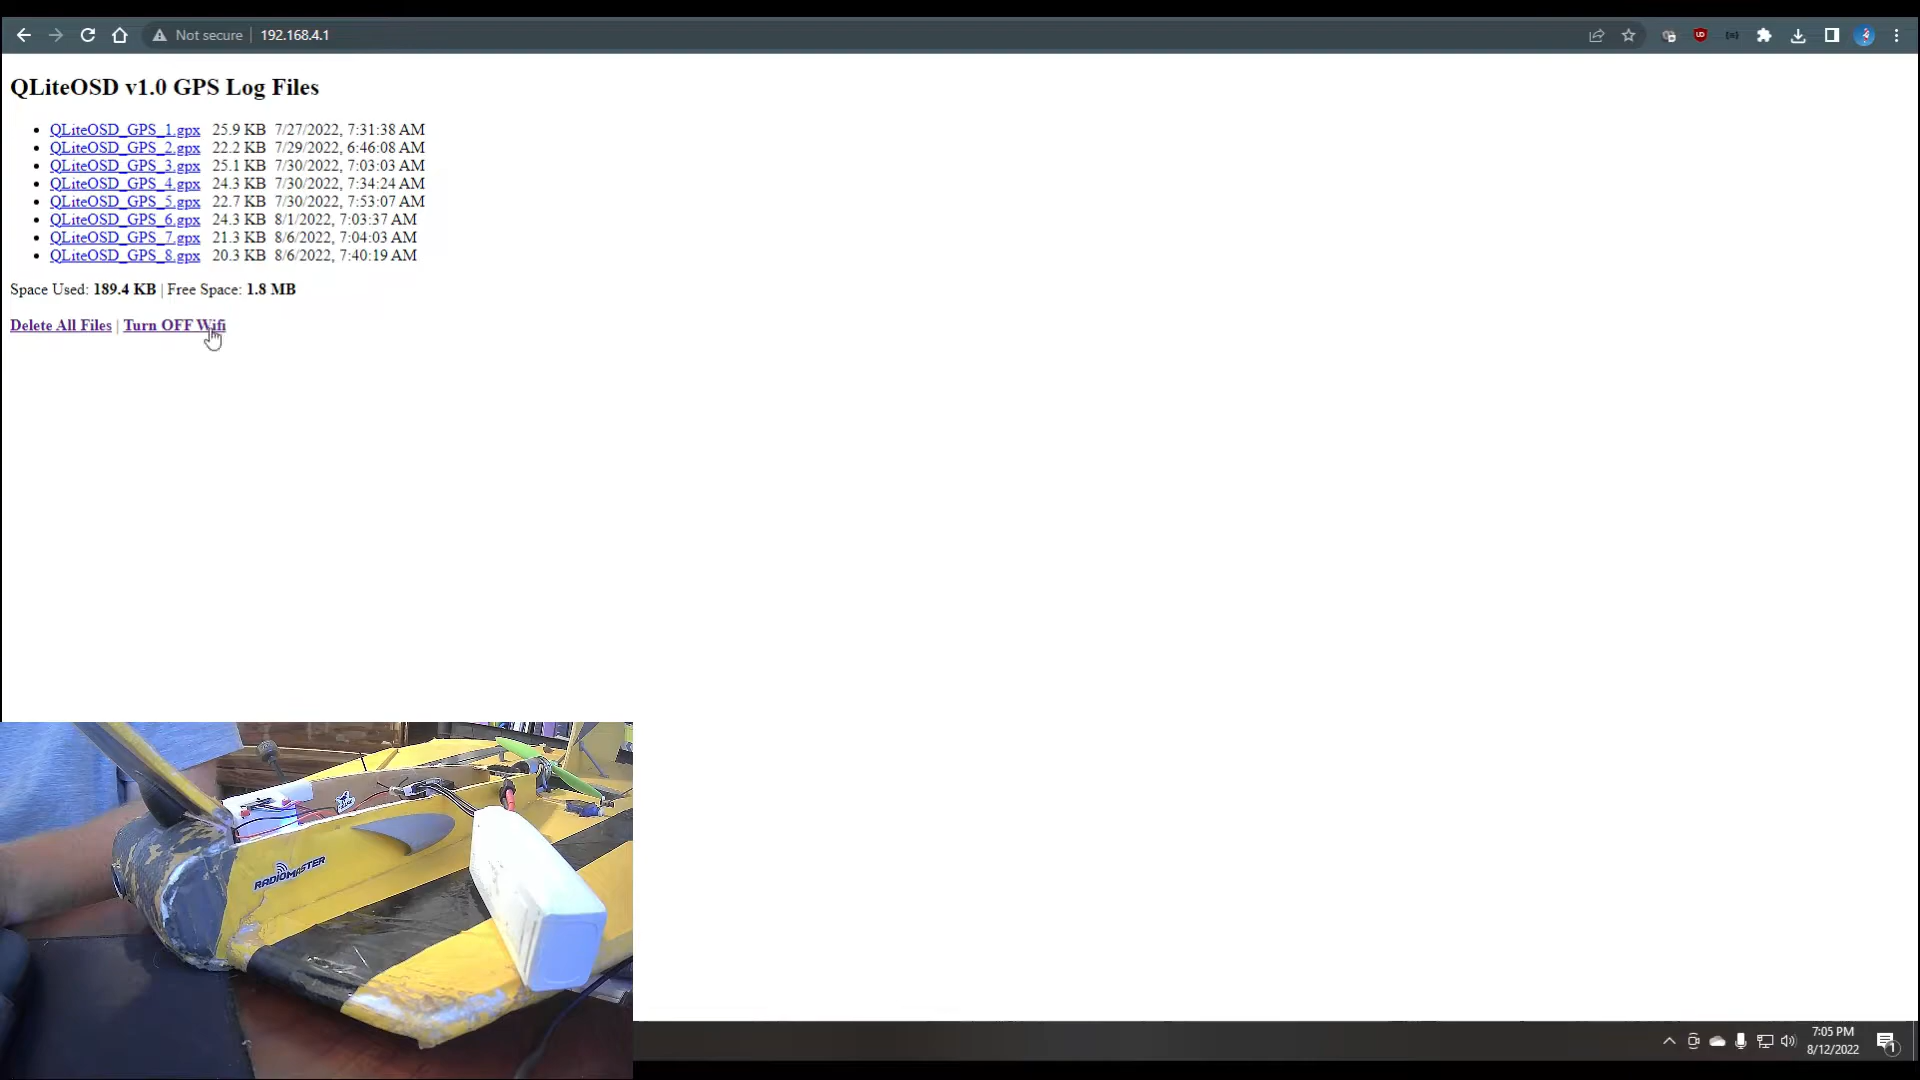 Not secure | 192.168.4.1
QLiteOSD v1.0 GPS Log Files
QLiteOSD_GPS_1.gpx 25.9 KB 7/27/2022, 7:31:38 AM
QLiteOSD_GPS_2.gpx 22.2 KB 7/29/2022, 6:46:08 AM
QLiteOSD_GPS_3.gpx 25.1 KB 7/30/2022, 7:03:03 AM
QLiteOSD_GPS_4.gpx 24.3 KB 7/30/2022, 7:34:24 AM
QLiteOSD_GPS_5.gpx 22.7 KB 7/30/2022, 7:53:07 AM
QLiteOSD_GPS_6.gpx 24.3 KB 8/1/2022, 7:03:37 AM
QLiteOSD_GPS_7.gpx 21.3 KB 8/6/2022, 7:04:03 AM
QLiteOSD_GPS_8.gpx 20.3 KB 8/6/2022, 7:40:19 AM
Space Used: 189.4 KB | Free Space: 1.8 MB
Delete All Files | Turn OFF Wifi
RADIOMASTER
7:05 PM
8/12/2022
1